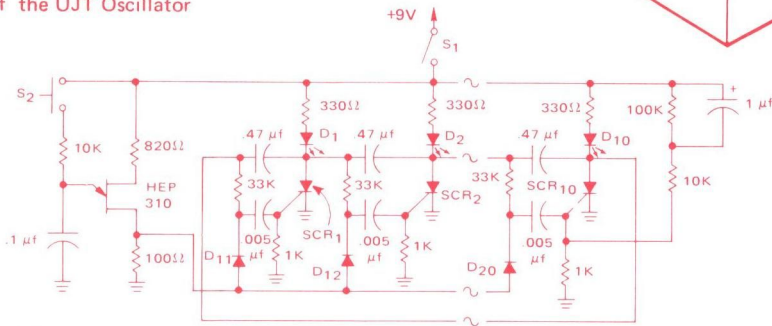 f the UJT Oscillator
+9V
S1
S2
330Ω
330Ω
330Ω
100K
+
1 µf
.47 µf
D1
.47 µf
D2
.47 µf
D10
10K
820Ω
HEP
310
33K
33K
33K
SCR1
SCR2
SCR10
10K
.1 µf
100Ω
D11
.005
µf
1K
D12
.005
µf
1K
D20
.005
µf
1K